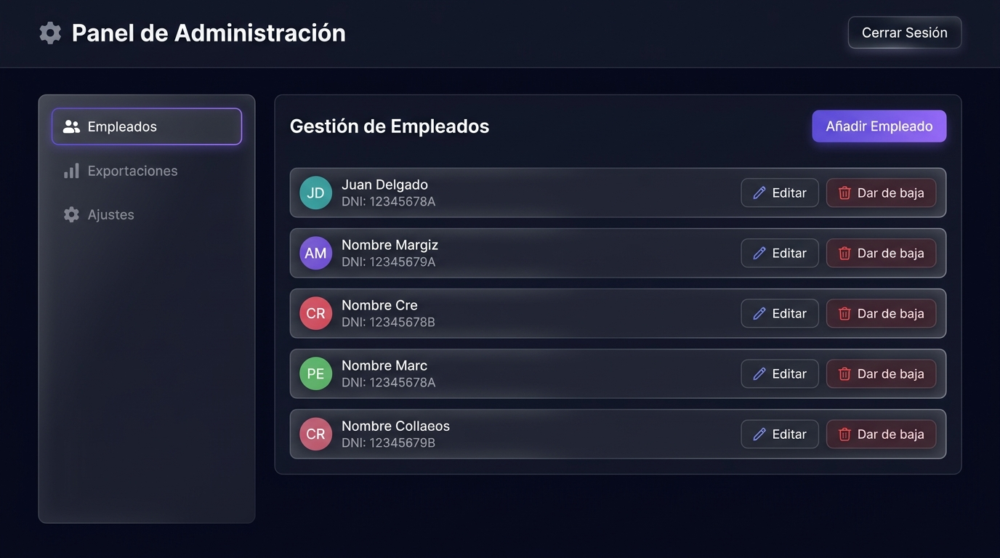 Panel de Administración
Cerrar Sesión
Empleados
Exportaciones
Ajustes
Gestión de Empleados
Añadir Empleado
JD
Juan Delgado
DNI: 12345678A
Editar
Dar de baja
AM
Nombre Margiz
DNI: 12345679A
Editar
Dar de baja
CR
Nombre Cre
DNI: 12345678B
Editar
Dar de baja
PE
Nombre Marc
DNI: 12345678A
Editar
Dar de baja
CR
Nombre Collaeos
DNI: 12345679B
Editar
Dar de baja